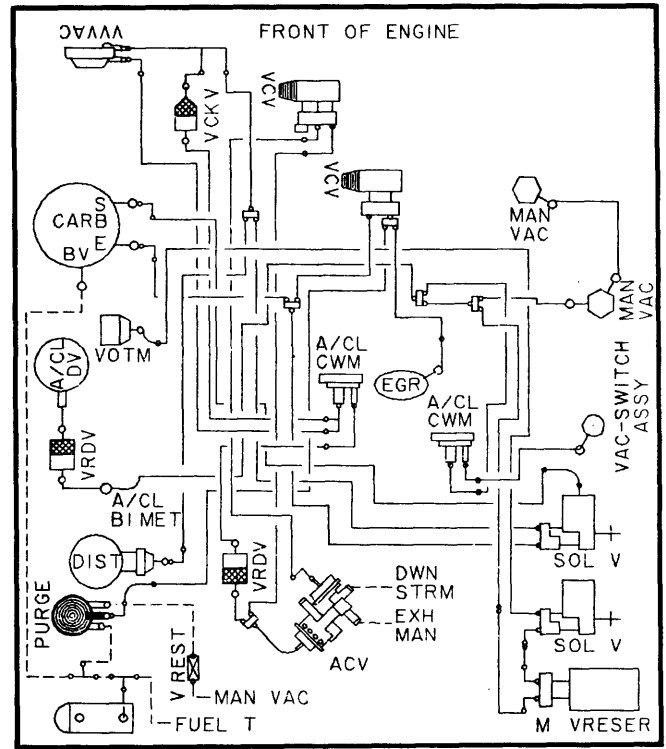 VVVAC
FRONT OF ENGINE
VCKV
VCV
VCV
S
CARB
E
BV
MAN
VAC
MAN
VAC
VOTM
A/CL
DV
A/CL
CWM
EGR
A/CL
CWM
VAC-SWITCH
ASSY
VRDV
A/CL
BIMET
DIST
VRDV
SOL V
DWN
STRM
EXH
MAN
ACV
PURGE
V REST
MAN VAC
FUEL T
SOL V
M VRESER